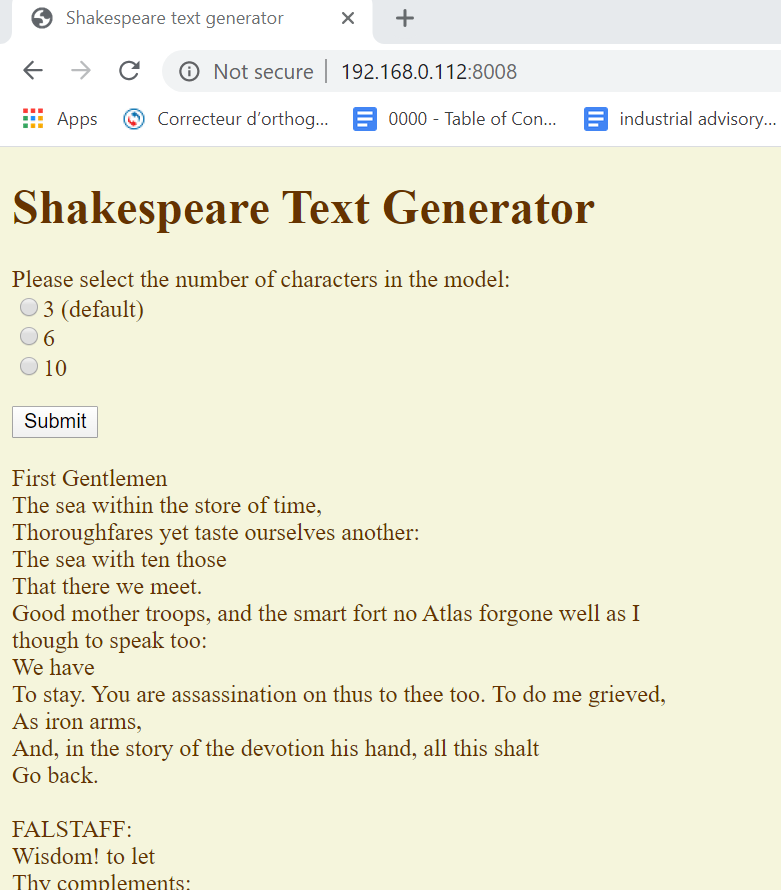 Shakespeare text generator
Not secure | 192.168.0.112:8008
Apps Correcteur d'orthog... 0000 - Table of Con... industrial advisory...
Shakespeare Text Generator
Please select the number of characters in the model:
3 (default)
6
10
Submit
First Gentlemen
The sea within the store of time,
Thoroughfares yet taste ourselves another:
The sea with ten those
That there we meet.
Good mother troops, and the smart fort no Atlas forgone well as I
though to speak too:
We have
To stay. You are assassination on thus to thee too. To do me grieved,
As iron arms,
And, in the story of the devotion his hand, all this shalt
Go back.
FALSTAFF:
Wisdom! to let
Thy complements: